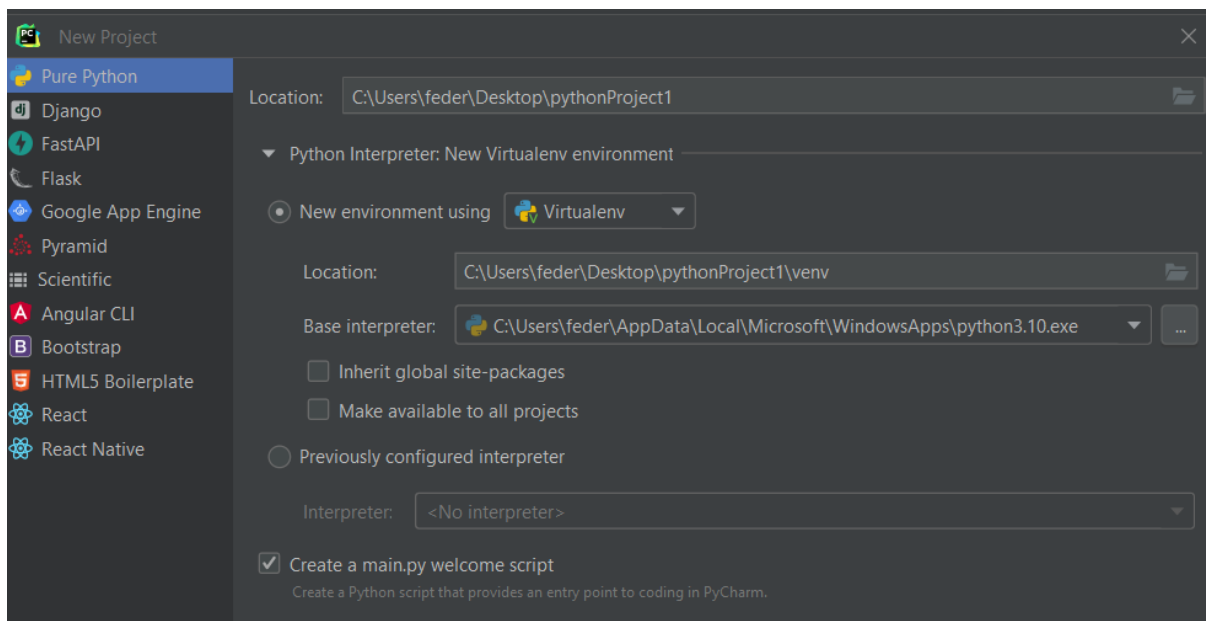 New Project
Pure Python
Django
FastAPI
Flask
Google App Engine
Pyramid
Scientific
Angular CLI
Bootstrap
HTML5 Boilerplate
React
React Native
Location: C:\Users\feder\Desktop\pythonProject1
Python Interpreter: New Virtualenv environment
New environment using Virtualenv
Location: C:\Users\feder\Desktop\pythonProject1\venv
Base interpreter: C:\Users\feder\AppData\Local\Microsoft\WindowsApps\python3.10.exe ...
Inherit global site-packages
Make available to all projects
Previously configured interpreter
Interpreter: <No interpreter>
Create a main.py welcome script
Create a Python script that provides an entry point to coding in PyCharm.